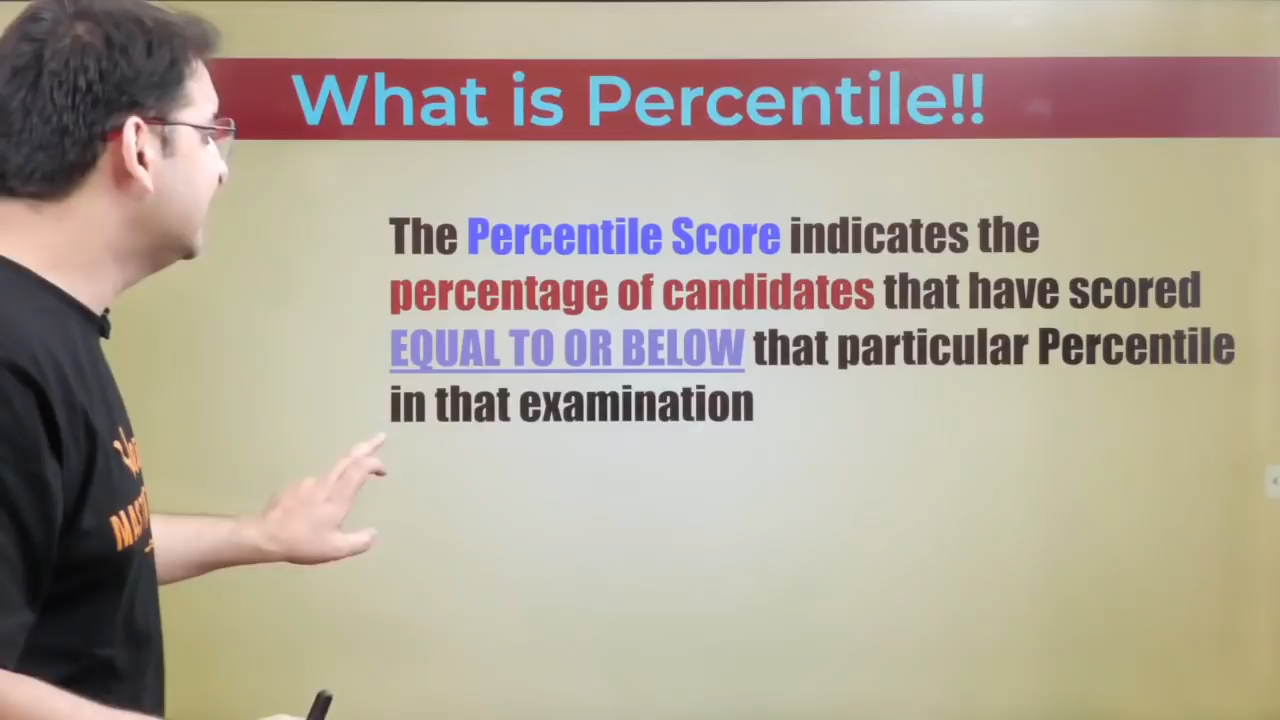 What is Percentile!!
The Percentile Score indicates the
percentage of candidates that have scored
EQUAL TO OR BELOW that particular Percentile
in that examination